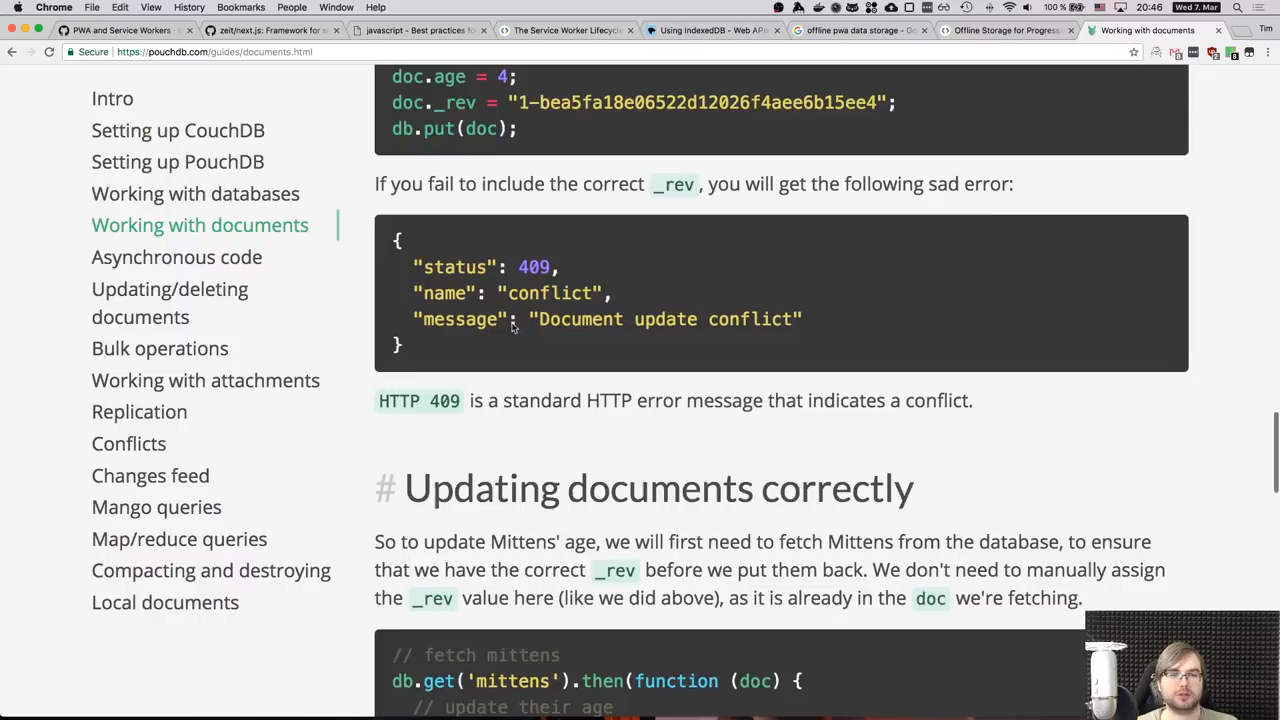 Chrome File Edit View History Bookmarks People Window Help
100 % Wed 7. Mar 20:46
PWA and Service Workers -
zeit/next.js: Framework for se
javascript - Best practices for
The Service Worker Lifecycle
Using IndexedDB - Web APIs
offline pwa data storage - Go
Offline Storage for Progress
Working with documents
Tim
Secure https://pouchdb.com/guides/documents.html
Intro
Setting up CouchDB
Setting up PouchDB
Working with databases
Working with documents
Asynchronous code
Updating/deleting
documents
Bulk operations
Working with attachments
Replication
Conflicts
Changes feed
Mango queries
Map/reduce queries
Compacting and destroying
Local documents
doc.age = 4;
doc._rev = "1-bea5fa18e06522d12026f4aee6b15ee4";
db.put(doc);
If you fail to include the correct _rev, you will get the following sad error:
{
"status": 409,
"name": "conflict",
"message": "Document update conflict"
}
HTTP 409 is a standard HTTP error message that indicates a conflict.
# Updating documents correctly
So to update Mittens' age, we will first need to fetch Mittens from the database, to ensure
that we have the correct _rev before we put them back. We don't need to manually assign
the _rev value here (like we did above), as it is already in the doc we're fetching.
// fetch mittens
db.get('mittens').then(function (doc) {
// update their age